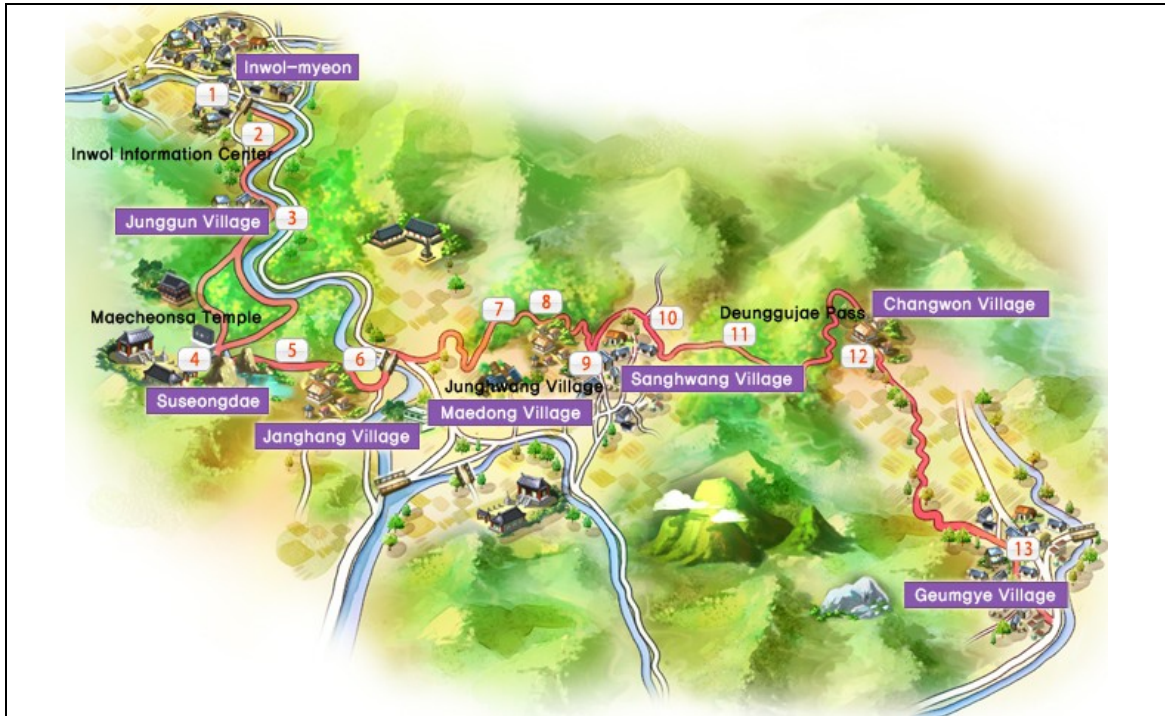 Inwol-myeon
1
2
Inwol Information Center
Junggun Village
3
Maecheonsa Temple
4
5
6
Suseongdae
Janghang Village
7
8
9
10
Junghwang Village
Maedong Village
Sanghwang Village
11
Deunggujae Pass
Changwon Village
12
13
Geumgye Village